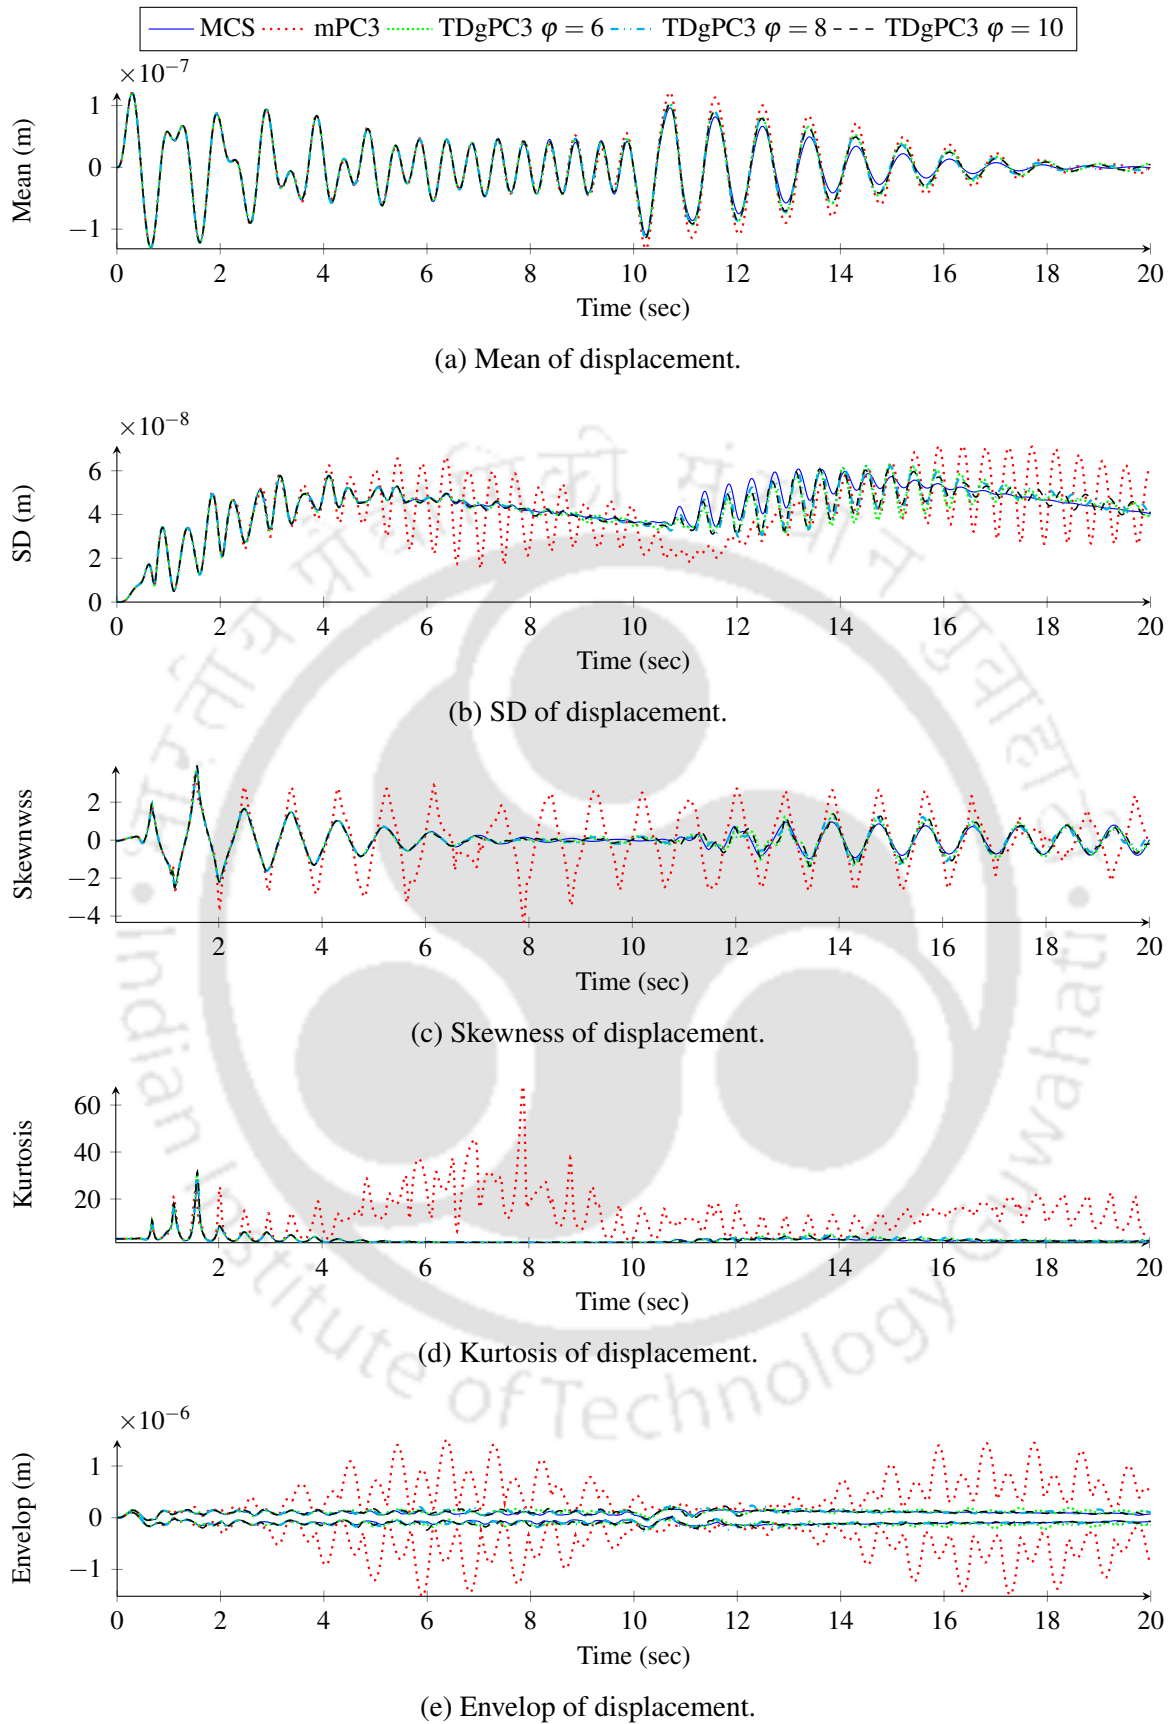 MCS mPC3 TDgPC3 φ = 6 TDgPC3 φ = 8 TDgPC3 φ = 10
×10⁻⁷
Mean (m)
1
0
−1
0 2 4 6 8 10 12 14 16 18 20
Time (sec)
(a) Mean of displacement.
×10⁻⁸
SD (m)
6
4
2
0
0 2 4 6 8 10 12 14 16 18 20
Time (sec)
(b) SD of displacement.
Skewnwss
2
0
−2
−4
2 4 6 8 10 12 14 16 18 20
Time (sec)
(c) Skewness of displacement.
Kurtosis
60
40
20
2 4 6 8 10 12 14 16 18 20
Time (sec)
(d) Kurtosis of displacement.
×10⁻⁶
Envelop (m)
1
0
−1
0 2 4 6 8 10 12 14 16 18 20
Time (sec)
(e) Envelop of displacement.
Indian Institute of Technology Guwahati